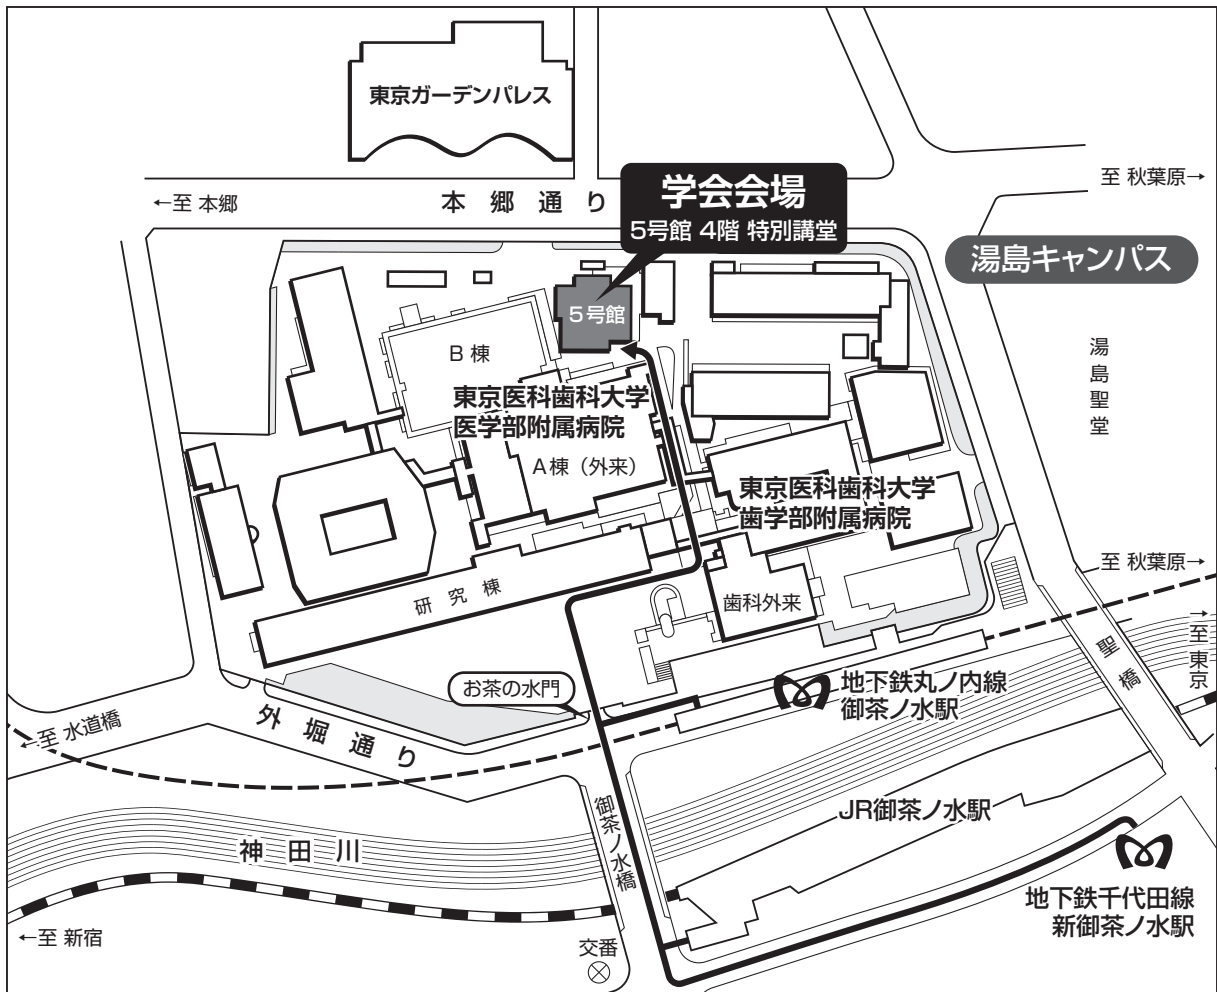 東京ガーデンパレス
←至 本郷
本郷通り
学会会場
5号館 4階 特別講堂
至 秋葉原→
湯島キャンパス
5号館
B棟
湯島聖堂
東京医科歯科大学
医学部附属病院
A棟（外来）
東京医科歯科大学
歯学部附属病院
至 秋葉原→
研究棟
歯科外来
聖橋
←至 東京
お茶の水門
地下鉄丸ノ内線
御茶ノ水駅
←至 水道橋
外堀通り
御茶ノ水橋
JR御茶ノ水駅
神田川
地下鉄千代田線
新御茶ノ水駅
←至 新宿
交番